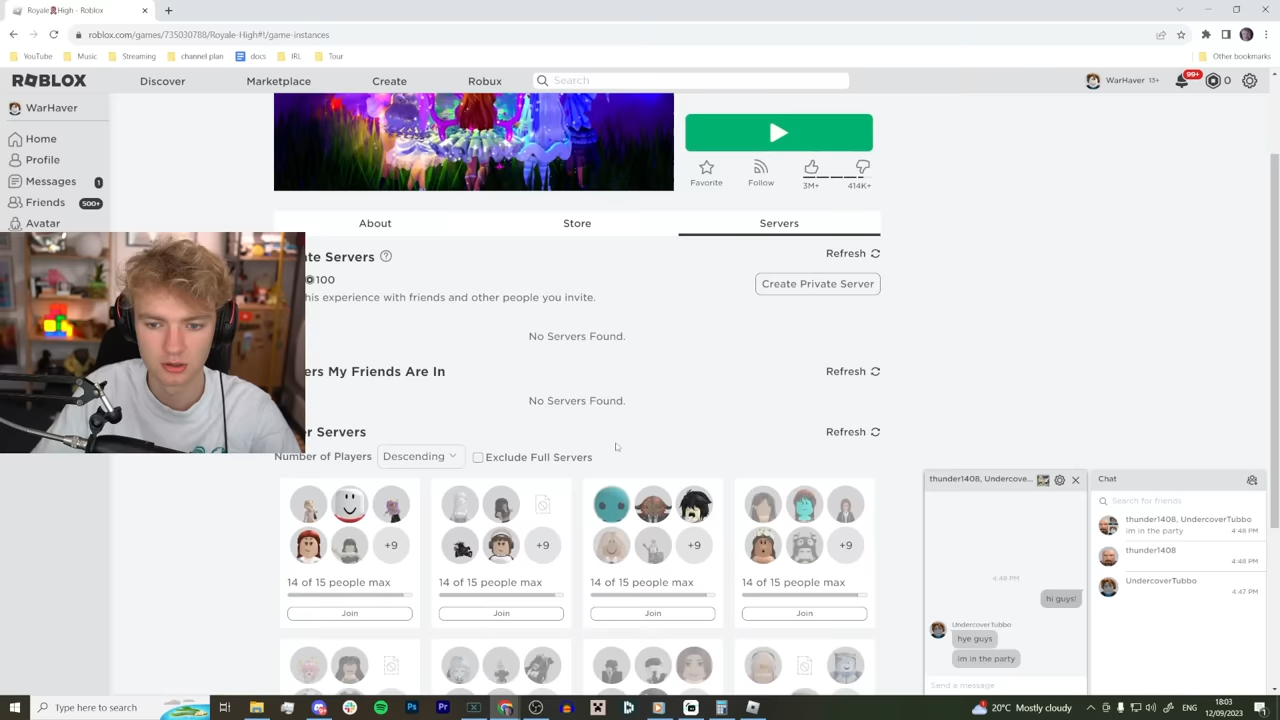 Royale🧝High - Roblox
roblox.com/games/735030788/Royale-High#!/game-instances
YouTube Music Streaming channel plan docs IRL Tour Other bookmarks
ROBLOX Discover Marketplace Create Robux Search WarHaver 13+ 99+ 0
WarHaver
Home
Profile
Messages 1
Friends 500+
Avatar
Favorite Follow 3M+ 414K+
About Store Servers
te Servers Refresh
100 Create Private Server
his experience with friends and other people you invite.
No Servers Found.
ers My Friends Are In Refresh
No Servers Found.
r Servers Refresh
Number of Players Descending Exclude Full Servers
+9 +9 +9 +9
14 of 15 people max 14 of 15 people max 14 of 15 people max 14 of 15 people max
Join Join Join Join
thunder1408, Undercove...
4:48 PM
hi guys!
UndercoverTubbo
hye guys
im in the party
Send a message
Chat
Search for friends
thunder1408, UndercoverTubbo
im in the party 4:48 PM
thunder1408
4:48 PM
UndercoverTubbo
4:47 PM
Type here to search 20°C Mostly cloudy ENG 18:03
12/09/2023